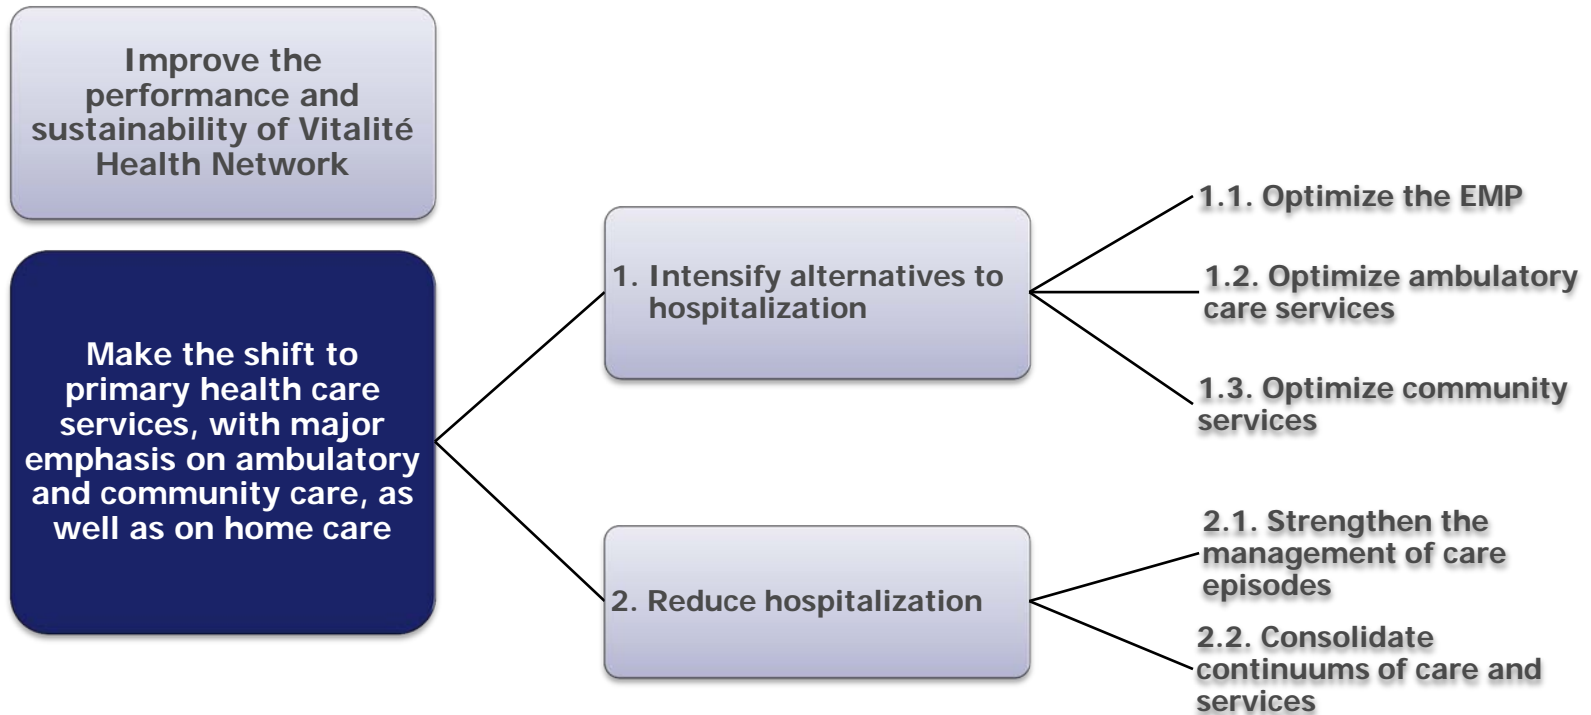 Improve the
performance and
sustainability of Vitalité
Health Network
Make the shift to
primary health care
services, with major
emphasis on ambulatory
and community care, as
well as on home care
1. Intensify alternatives to
hospitalization
1.1. Optimize the EMP
1.2. Optimize ambulatory
care services
1.3. Optimize community
services
2. Reduce hospitalization
2.1. Strengthen the
management of care
episodes
2.2. Consolidate
continuums of care and
services